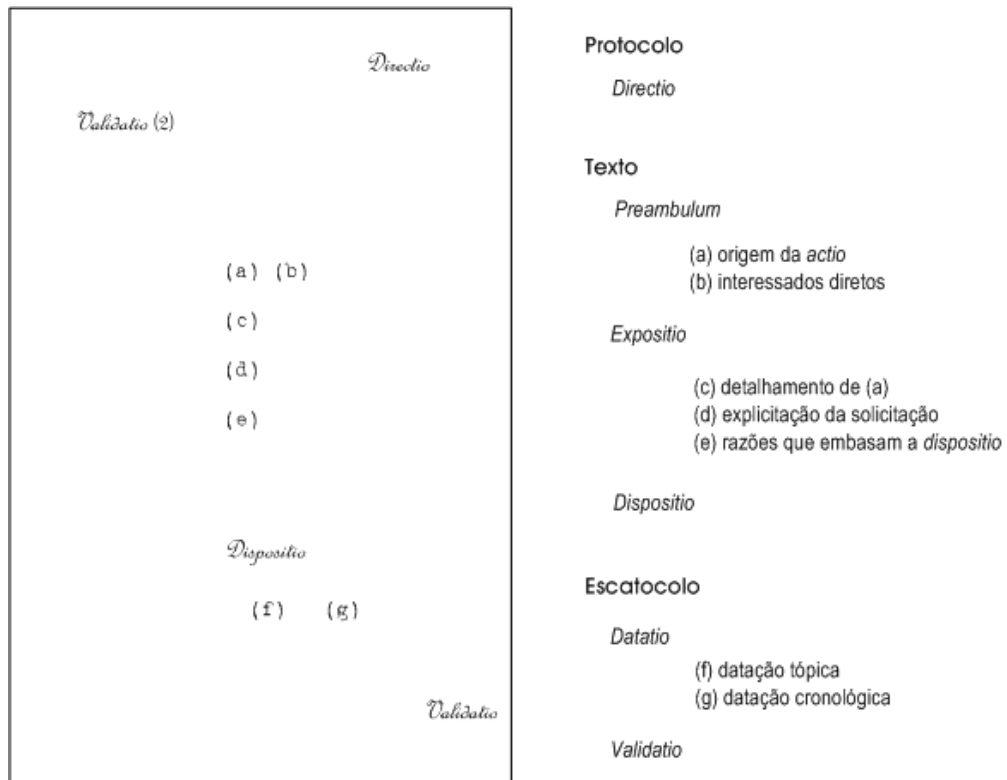 Directio
Validatio (2)
(a) (b)
(c)
(d)
(e)
Dispositio
(f) (g)
Validatio
Protocolo
Directio
Texto
Preambulum
(a) origem da actio
(b) interessados diretos
Expositio
(c) detalhamento de (a)
(d) explicitação da solicitação
(e) razões que embasam a dispositio
Dispositio
Escatocolo
Datatio
(f) datação tópica
(g) datação cronológica
Validatio